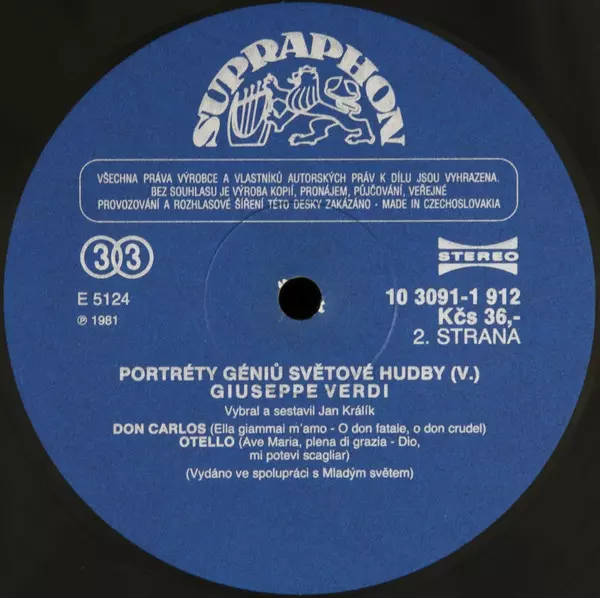 SUPRAPHON
VŠECHNA PRÁVA VÝROBCE A VLASTNÍKŮ AUTORSKÝCH PRÁV K DÍLU JSOU VYHRAZENA.
BEZ SOUHLASU JE VÝROBA KOPIÍ, PRONÁJEM, PŮJČOVÁNÍ, VEŘEJNÉ
PROVOZOVÁNÍ A ROZHLASOVÉ ŠÍŘENÍ TÉTO DESKY ZAKÁZÁNO - MADE IN CZECHOSLOVAKIA
33
STEREO
E 5124
10 3091-1 912
℗ 1981
Kčs 36,-
2. STRANA
PORTRÉTY GÉNIŮ SVĚTOVÉ HUDBY (V.)
GIUSEPPE VERDI
Vybral a sestavil Jan Králík
DON CARLOS (Ella giammai m'amo - O don fatale, o don crudel)
OTELLO (Ave Maria, plena di grazia - Dio,
mi potevi scagliar)
(Vydáno ve spolupráci s Mladým světem)